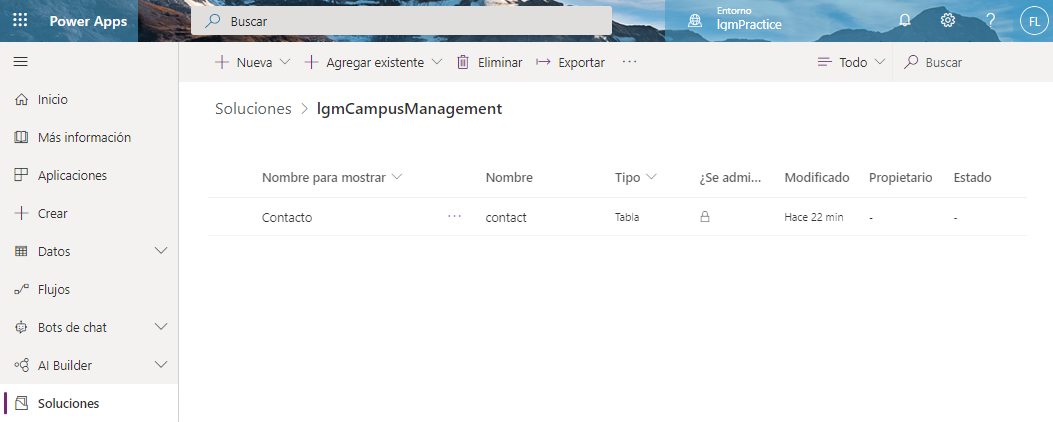 Power Apps
Buscar
Entorno
lqmPractice
?
FL
Nueva
Agregar existente
Eliminar
Exportar
...
Todo
Buscar
Inicio
Más información
Aplicaciones
Crear
Datos
Flujos
Bots de chat
AI Builder
Soluciones
Soluciones > lgmCampusManagement
Nombre para mostrar Nombre Tipo ¿Se admi... Modificado Propietario Estado
Contacto ... contact Tabla Hace 22 min - -